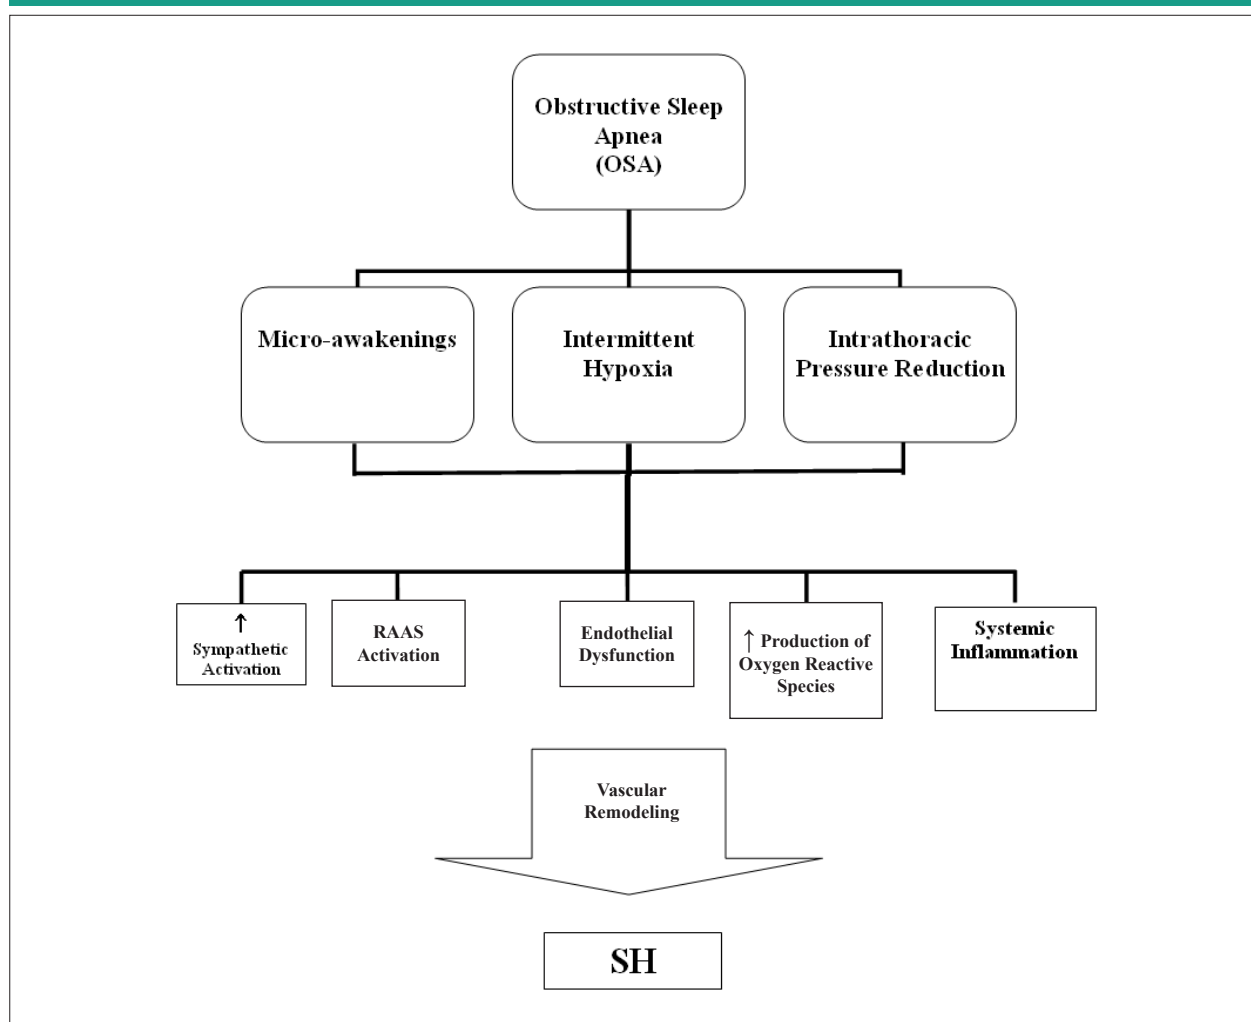 Obstructive Sleep
Apnea
(OSA)
Micro-awakenings
Intermittent
Hypoxia
Intrathoracic
Pressure Reduction
↑
Sympathetic
Activation
RAAS
Activation
Endothelial
Dysfunction
↑ Production of
Oxygen Reactive
Species
Systemic
Inflammation
Vascular
Remodeling
SH